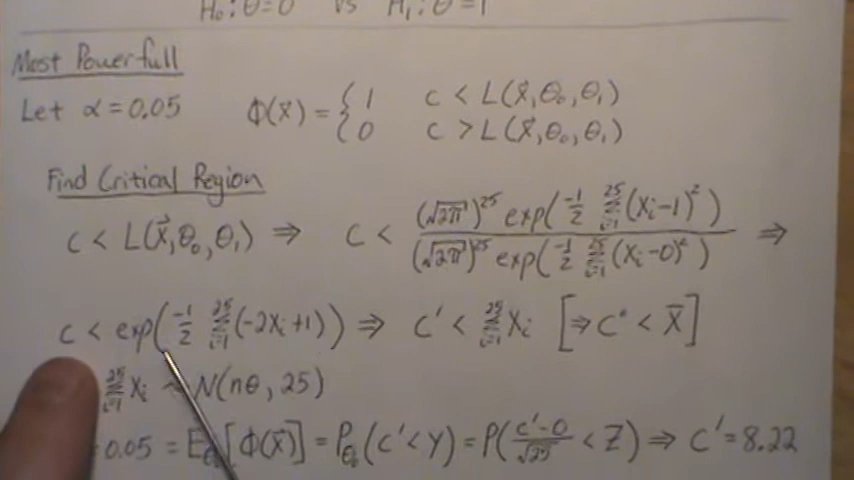 H₀: θ=0 vs H₁: θ=1
Most Powerfull
Let α = 0.05 Φ(x⃗) = { 1 c < L(x⃗, θ₀, θ₁)
{ 0 c > L(x⃗, θ₀, θ₁)
Find Critical Region
c < L(x⃗, θ₀, θ₁) ⇒ c < (√2π)²⁵ exp(-1/2 Σ_{i=1}^{25} (xᵢ-1)²) / (√2π)²⁵ exp(-1/2 Σ_{i=1}^{25} (xᵢ-0)²) ⇒
c < exp(-1/2 Σ_{i=1}^{25} (-2xᵢ+1)) ⇒ c' < Σ_{i=1}^{25} xᵢ [⇒ c" < X̄]
Σ_{i=1}^{25} xᵢ ~ N(nθ, 25)
0.05 = E_θ₀[Φ(x⃗)] = P_θ₀(c' < Y) = P((c'-0)/√25 < Z) ⇒ c' = 8.22